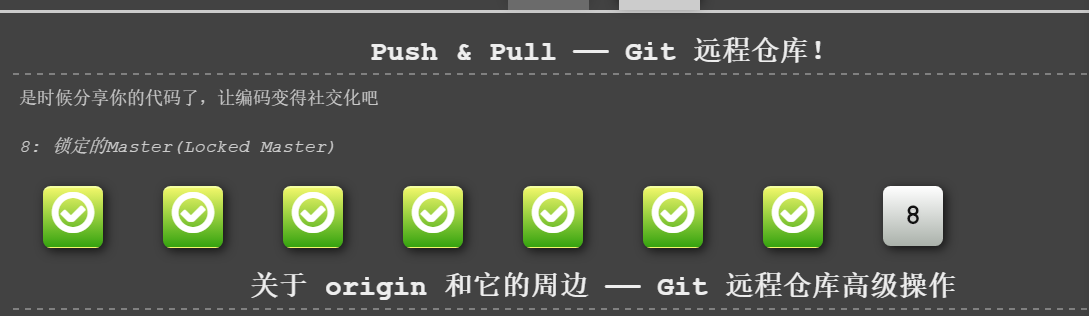 Push & Pull —— Git 远程仓库！
是时候分享你的代码了，让编码变得社交化吧
8: 锁定的Master(Locked Master)
8
关于 origin 和它的周边 —— Git 远程仓库高级操作